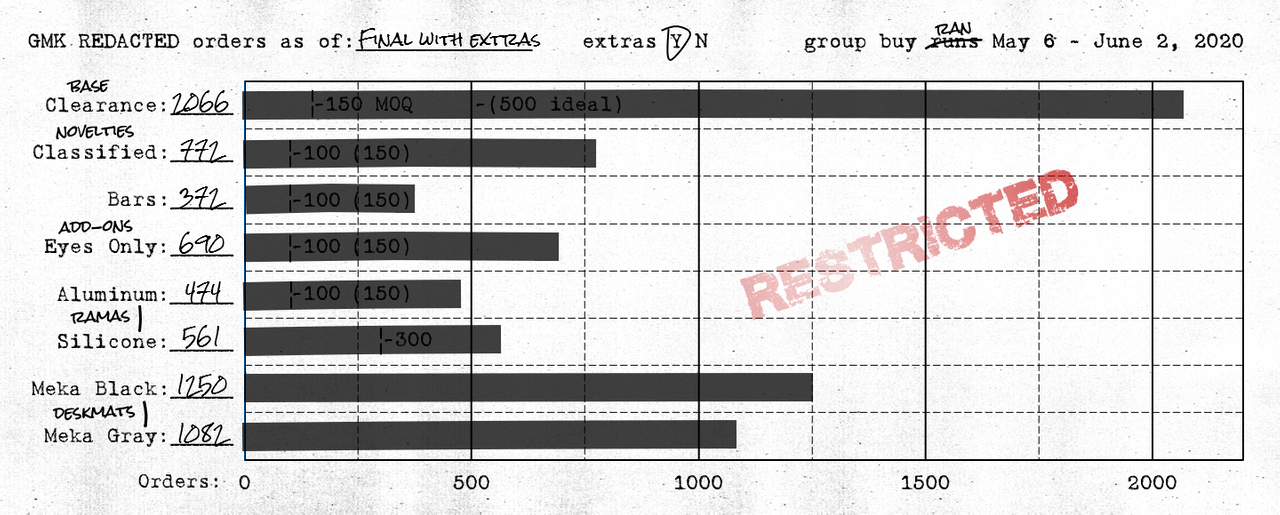 GMK REDACTED orders as of: FINAL WITH EXTRAS extras Y N group buy runs RAN May 6 - June 2, 2020
BASE
Clearance: 2066 -150 MOQ -(500 ideal)
NOVELTIES
Classified: 772 -100 (150)
Bars: 372 -100 (150)
ADD-ONS
Eyes Only: 690 -100 (150)
Aluminum: 474 -100 (150)
RAMAS
Silicone: 561 -300
Meka Black: 1250
DESKMATS
Meka Gray: 1082
RESTRICTED
Orders: 0 500 1000 1500 2000